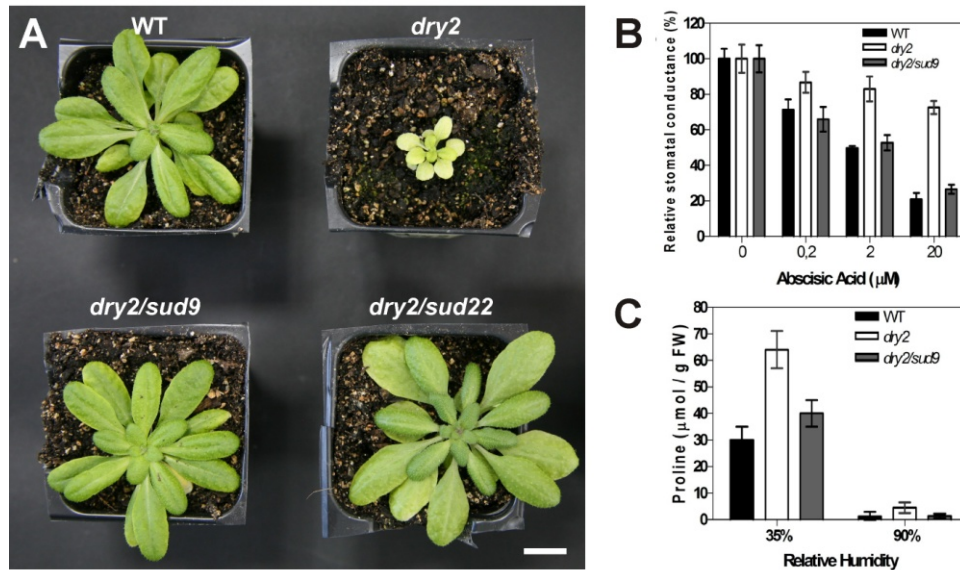 A
WT
dry2
dry2/sud9
dry2/sud22
B
Relative stomatal conductance (%)
120
100
80
60
40
20
0
WT
dry2
dry2/sud9
0
0,2
2
20
Abscisic Acid (μM)
C
Proline (μmol / g FW)
80
70
60
50
40
30
20
10
0
WT
dry2
dry2/sud9
35%
90%
Relative Humidity